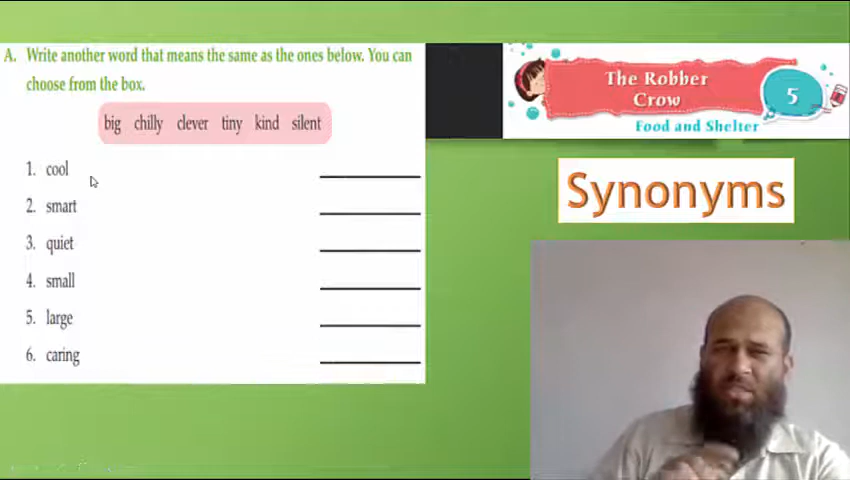 A. Write another word that means the same as the ones below. You can
choose from the box.
big chilly clever tiny kind silent
1. cool
2. smart
3. quiet
4. small
5. large
6. caring
The Robber
Crow
5
Food and Shelter
Synonyms